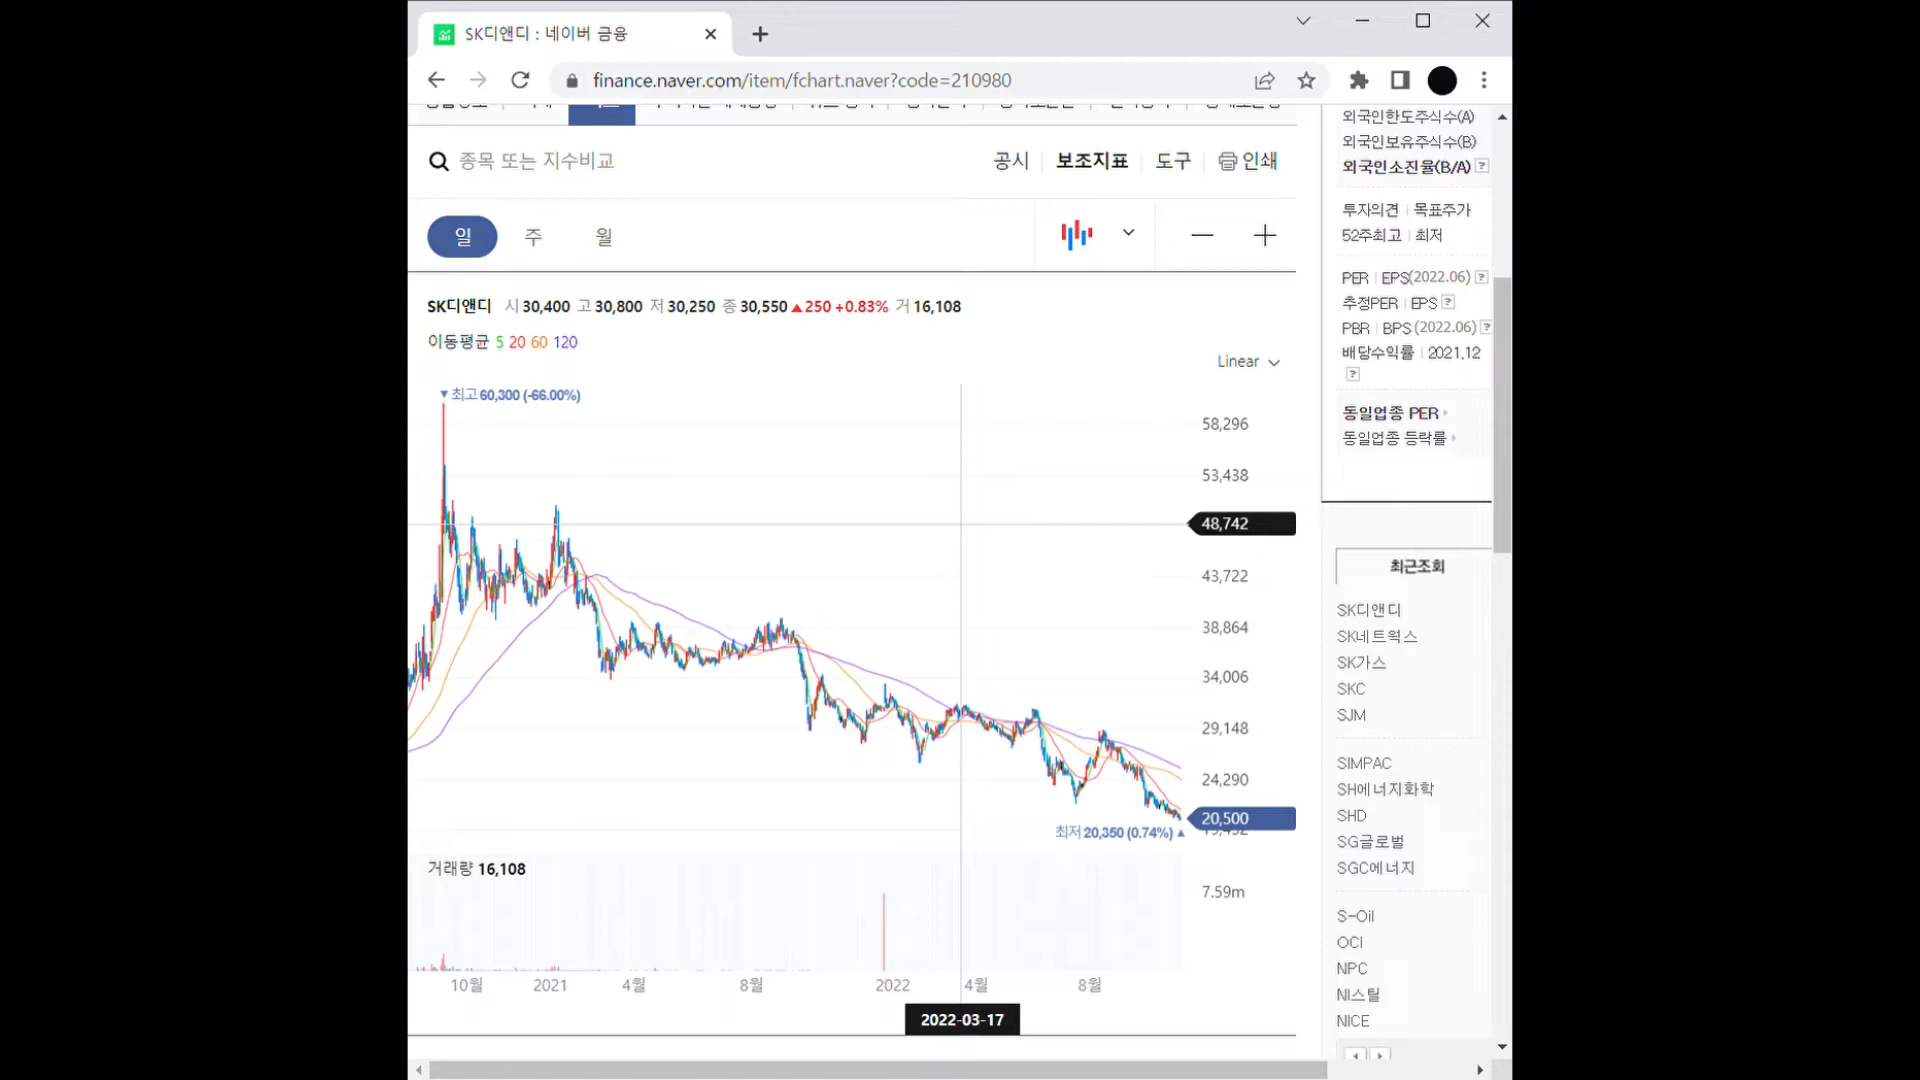 SK디앤디 : 네이버 금융
finance.naver.com/item/fchart.naver?code=210980
종목 또는 지수비교
공시
보조지표
도구
인쇄
일
주
월
SK디앤디 시 30,400 고 30,800 저 30,250 종 30,550 ▲250 +0.83% 거 16,108
이동평균 5 20 60 120
Linear
▼최고 60,300 (-66.00%)
58,296
53,438
48,742
43,722
38,864
34,006
29,148
24,290
20,500
최저 20,350 (0.74%) ▲
거래량 16,108
7.59m
10월
2021
4월
8월
2022
4월
8월
2022-03-17
외국인한도주식수(A)
외국인보유주식수(B)
외국인소진율(B/A) ?
투자의견 | 목표주가
52주최고 | 최저
PER | EPS(2022.06) ?
추정PER | EPS ?
PBR | BPS (2022.06) ?
배당수익률 | 2021.12
?
동일업종 PER
동일업종 등락률
최근조회
SK디앤디
SK네트웍스
SK가스
SKC
SJM
SIMPAC
SH에너지화학
SHD
SG글로벌
SGC에너지
S-Oil
OCI
NPC
NI스틸
NICE